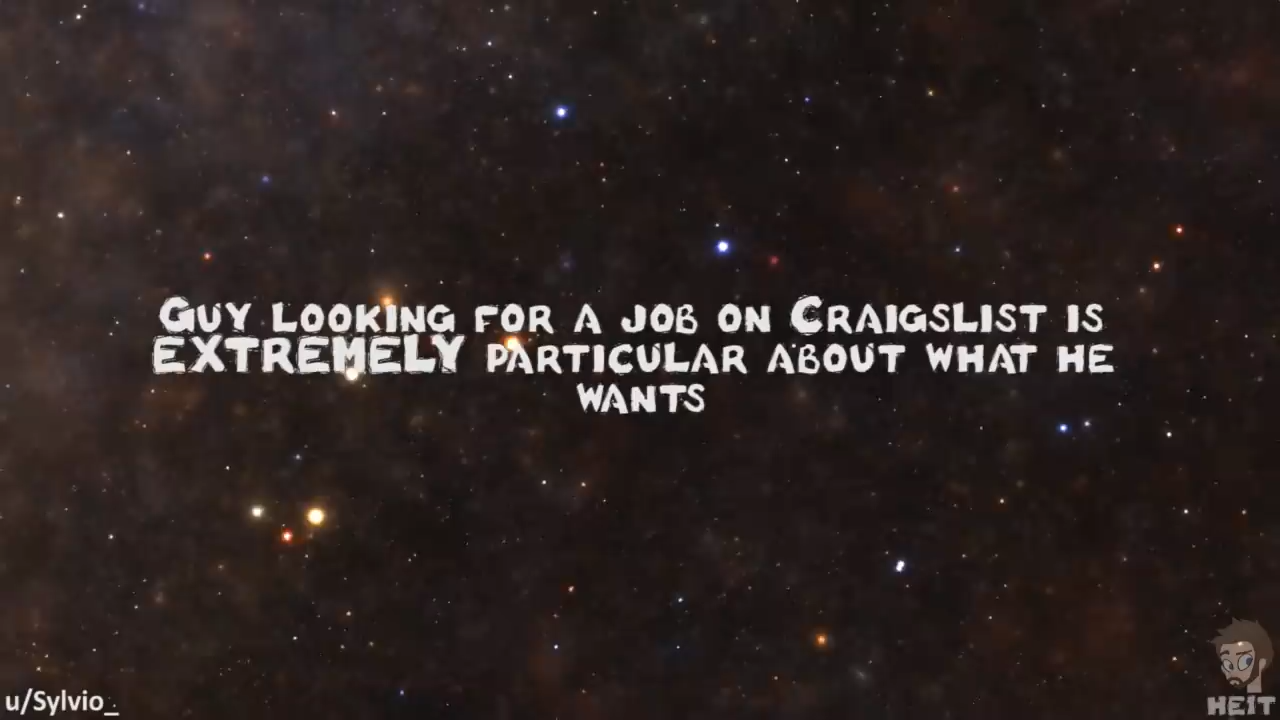 Guy looking for a job on Craigslist is
EXTREMELY particular about what he
wants
u/Sylvio_
HEIT